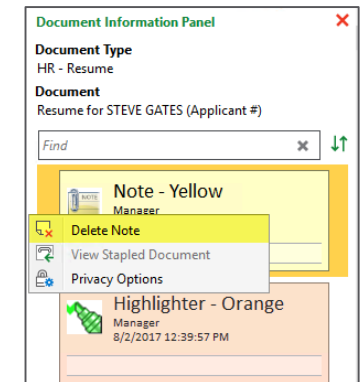 Document Information Panel
Document Type
HR - Resume
Document
Resume for STEVE GATES (Applicant #)
Find
NOTE
Note - Yellow
Manager
Delete Note
View Stapled Document
Privacy Options
Highlighter - Orange
Manager
8/2/2017 12:39:57 PM